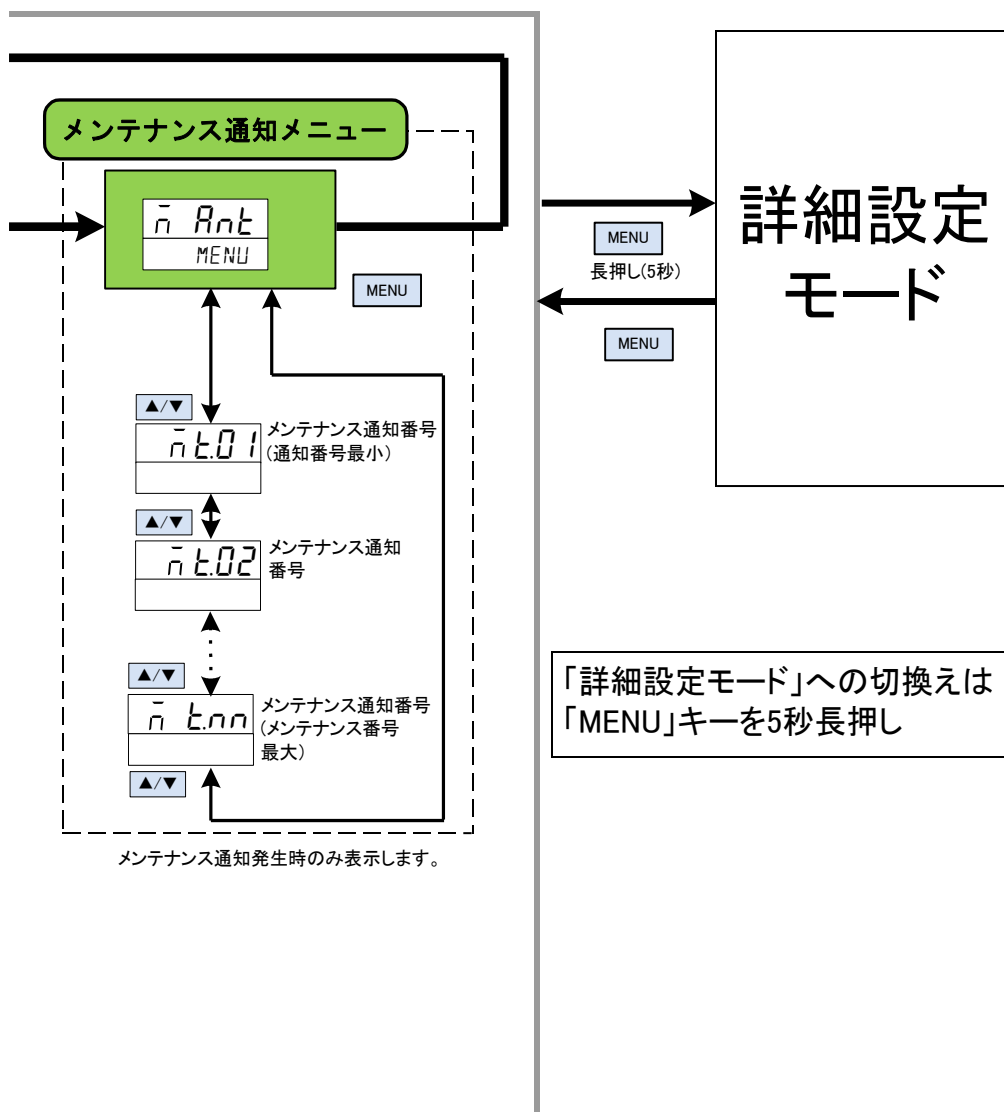 メンテナンス通知メニュー
n̄ Ant
MENU
MENU
▲/▼
n̄ t.01
メンテナンス通知番号
(通知番号最小)
▲/▼
n̄ t.02
メンテナンス通知
番号
▲/▼
n̄ t.nn
メンテナンス通知番号
(メンテナンス番号
最大)
▲/▼
メンテナンス通知発生時のみ表示します。
MENU
長押し(5秒)
MENU
詳細設定
モード
「詳細設定モード」への切換えは
「MENU」キーを5秒長押し